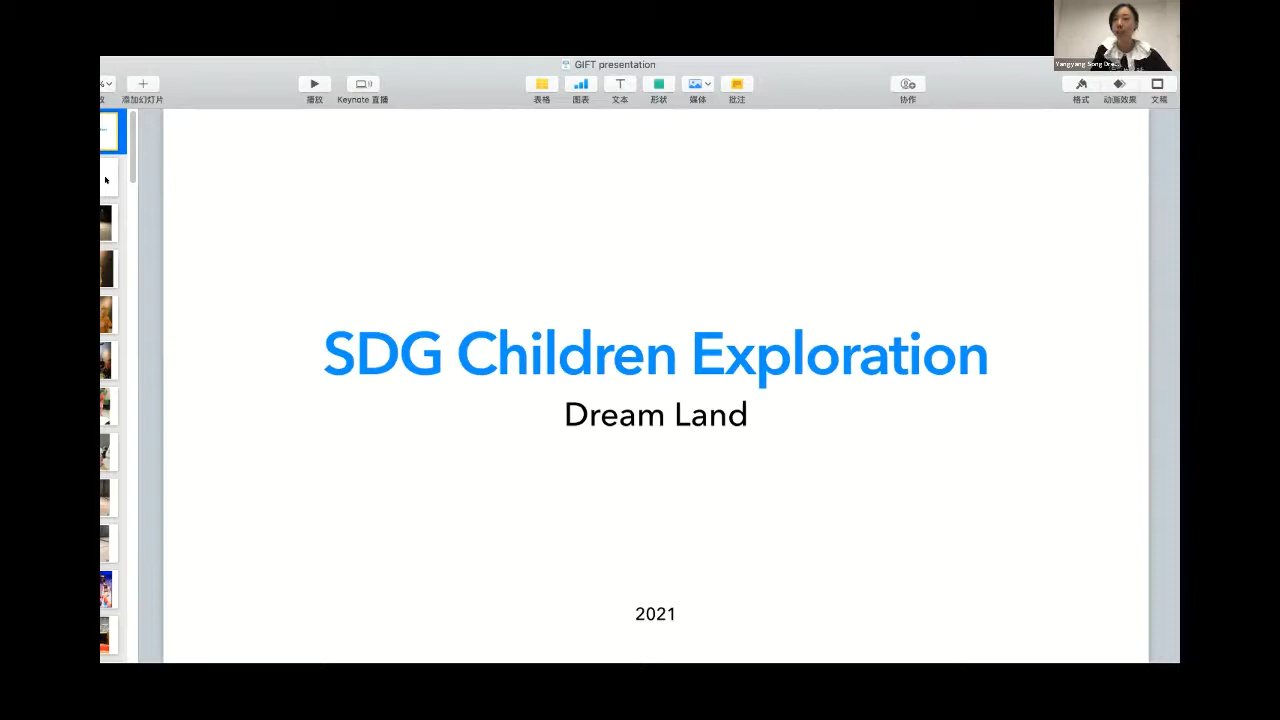 GIFT presentation
Yangyang Song Dre...
添加幻灯片
播放
Keynote 直播
表格
图表
文本
形状
媒体
批注
协作
格式
动画效果
文稿
SDG Children Exploration
Dream Land
2021